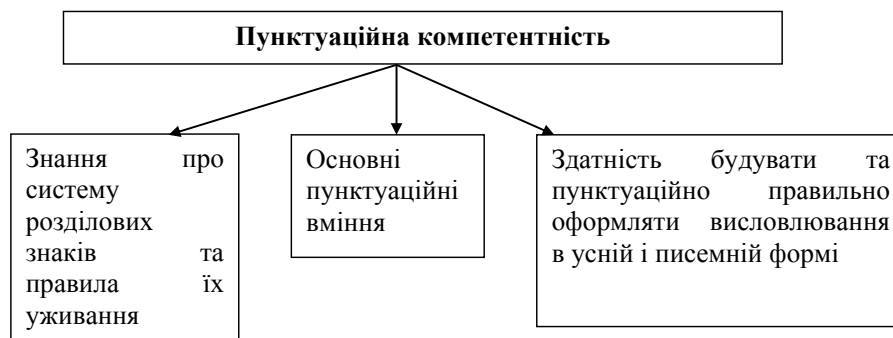 Пунктуаційна компетентність
Знання про
систему
розділових
знаків та
правила їх
уживання
Основні
пунктуаційні
вміння
Здатність будувати та
пунктуаційно правильно
оформляти висловлювання
в усній і писемній формі